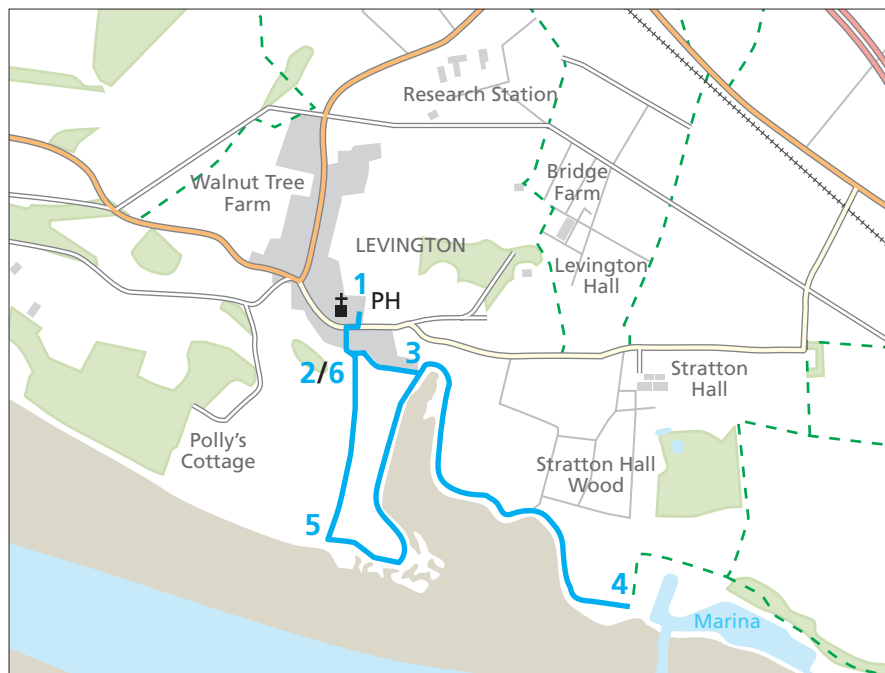 Research Station
Walnut Tree
Farm
Bridge
Farm
LEVINGTON
Levington
Hall
1
PH
3
2/6
Stratton
Hall
Polly's
Cottage
Stratton Hall
Wood
5
4
Marina